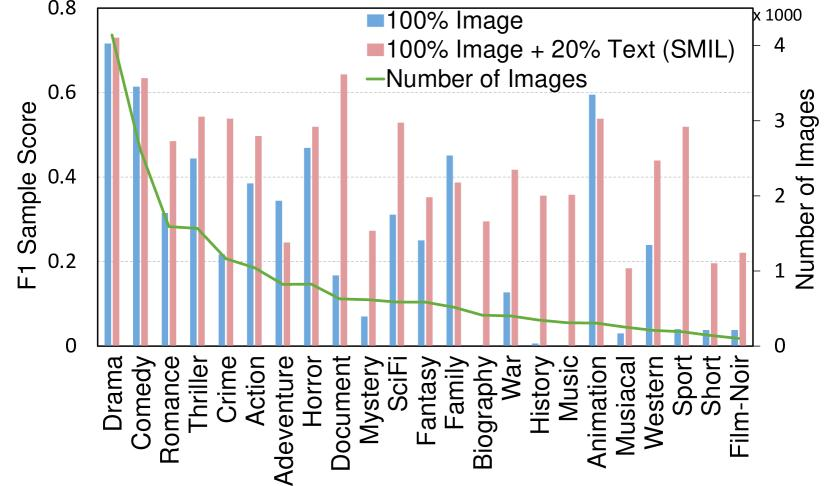 0.8
0.6
0.4
0.2
0
F1 Sample Score
100% Image
100% Image + 20% Text (SMIL)
Number of Images
x 1000
4
3
2
1
0
Number of Images
Drama
Comedy
Romance
Thriller
Crime
Action
Adeventure
Horror
Document
Mystery
SciFi
Fantasy
Family
Biography
War
History
Music
Animation
Musiacal
Western
Sport
Short
Film-Noir